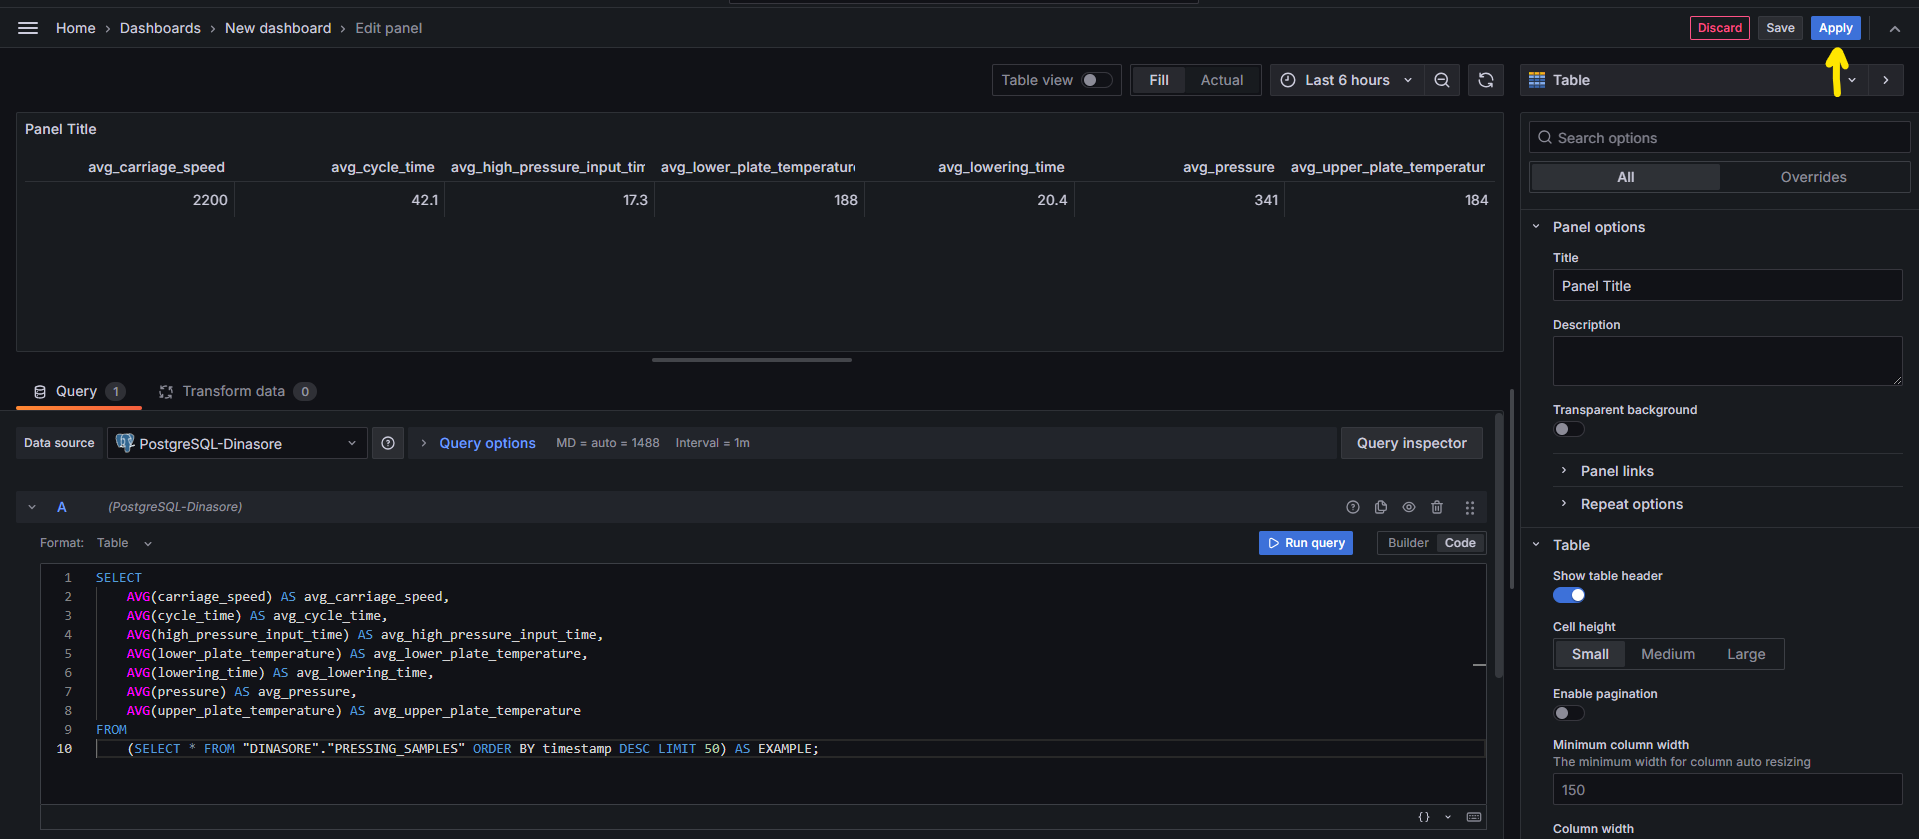 Home › Dashboards › New dashboard › Edit panel
Discard Save Apply
Table view Fill Actual Last 6 hours
Table
Panel Title
avg_carriage_speed avg_cycle_time avg_high_pressure_input_tim avg_lower_plate_temperature avg_lowering_time avg_pressure avg_upper_plate_temperatur
2200 42.1 17.3 188 20.4 341 184
Query 1 Transform data 0
Data source PostgreSQL-Dinasore Query options MD = auto = 1488 Interval = 1m Query inspector
A (PostgreSQL-Dinasore)
Format: Table Run query Builder Code
1 SELECT
2 AVG(carriage_speed) AS avg_carriage_speed,
3 AVG(cycle_time) AS avg_cycle_time,
4 AVG(high_pressure_input_time) AS avg_high_pressure_input_time,
5 AVG(lower_plate_temperature) AS avg_lower_plate_temperature,
6 AVG(lowering_time) AS avg_lowering_time,
7 AVG(pressure) AS avg_pressure,
8 AVG(upper_plate_temperature) AS avg_upper_plate_temperature
9 FROM
10 (SELECT * FROM "DINASORE"."PRESSING_SAMPLES" ORDER BY timestamp DESC LIMIT 50) AS EXAMPLE;
{}
Search options
All Overrides
Panel options
Title
Panel Title
Description
Transparent background
Panel links
Repeat options
Table
Show table header
Cell height
Small Medium Large
Enable pagination
Minimum column width
The minimum width for column auto resizing
150
Column width